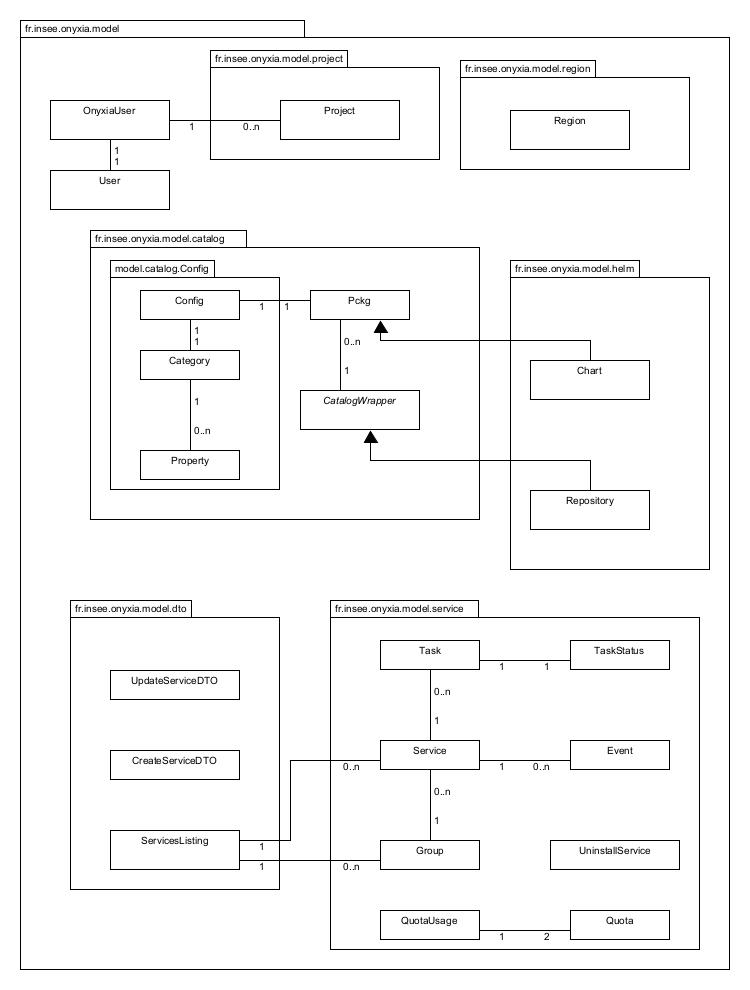 fr.insee.onyxia.model
fr.insee.onyxia.model.project
fr.insee.onyxia.model.region
OnyxiaUser
1
0..n
Project
Region
1
1
User
fr.insee.onyxia.model.catalog
model.catalog.Config
fr.insee.onyxia.model.helm
Config
1
1
Pckg
1
1
0..n
Category
1
Chart
1
CatalogWrapper
0..n
Property
Repository
fr.insee.onyxia.model.dto
fr.insee.onyxia.model.service
Task
1
1
TaskStatus
UpdateServiceDTO
0..n
1
Service
1
0..n
Event
CreateServiceDTO
0..n
0..n
1
ServicesListing
1
1
0..n
Group
UninstallService
QuotaUsage
1
2
Quota